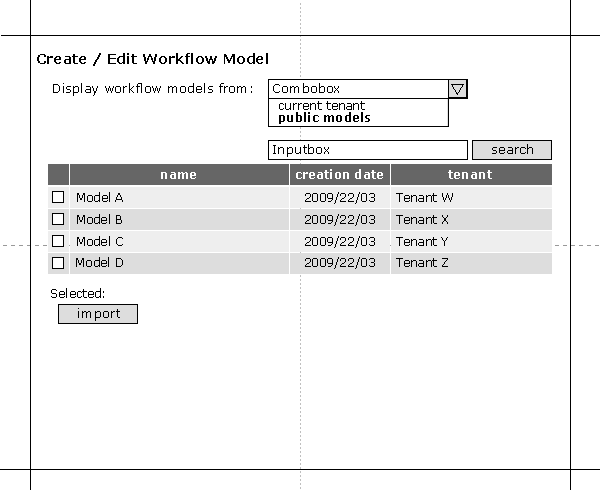 Create / Edit Workflow Model
Display workflow models from: Combobox
current tenant
public models
Inputbox search
name creation date tenant
Model A 2009/22/03 Tenant W
Model B 2009/22/03 Tenant X
Model C 2009/22/03 Tenant Y
Model D 2009/22/03 Tenant Z
Selected:
import